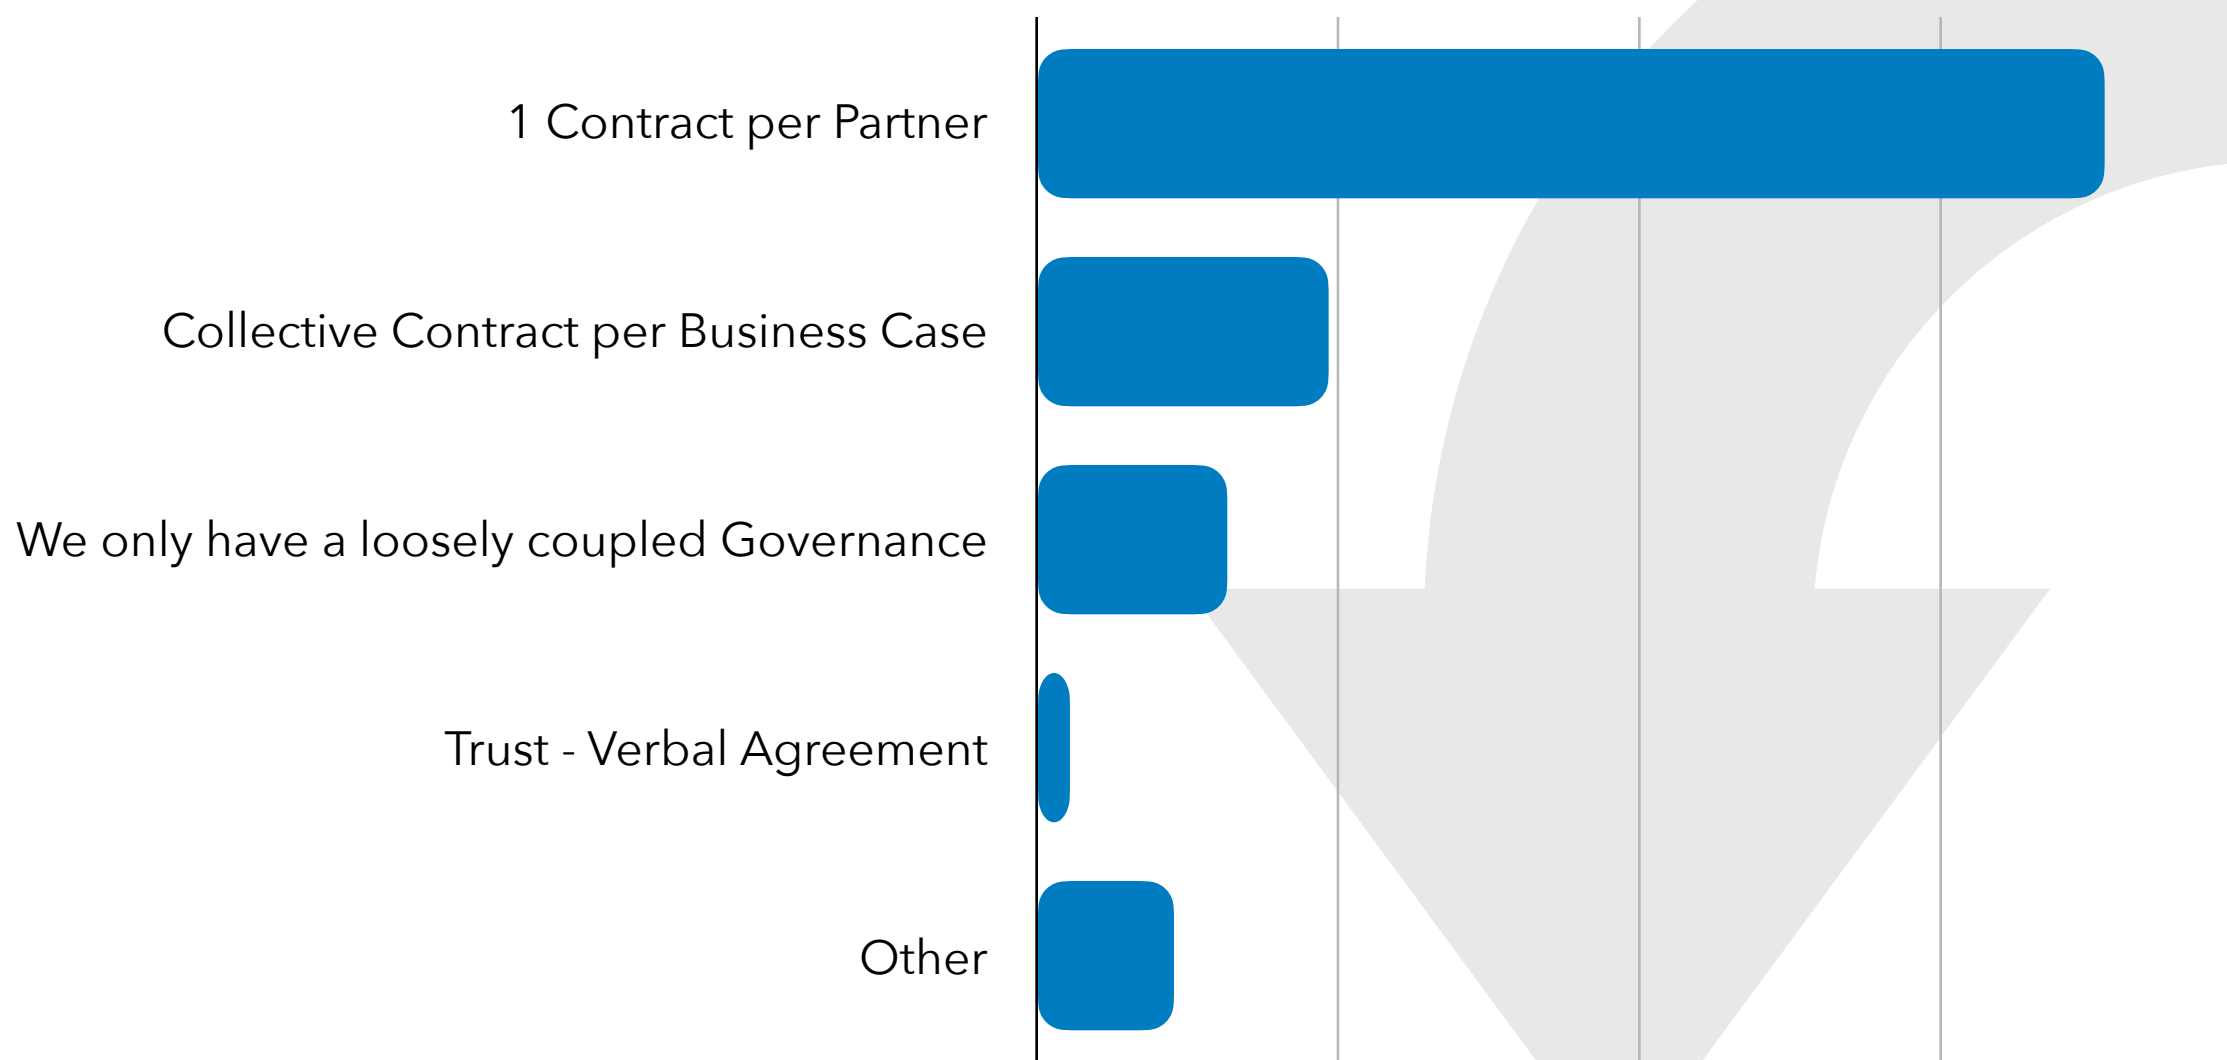 1 Contract per Partner
Collective Contract per Business Case
We only have a loosely coupled Governance
Trust - Verbal Agreement
Other